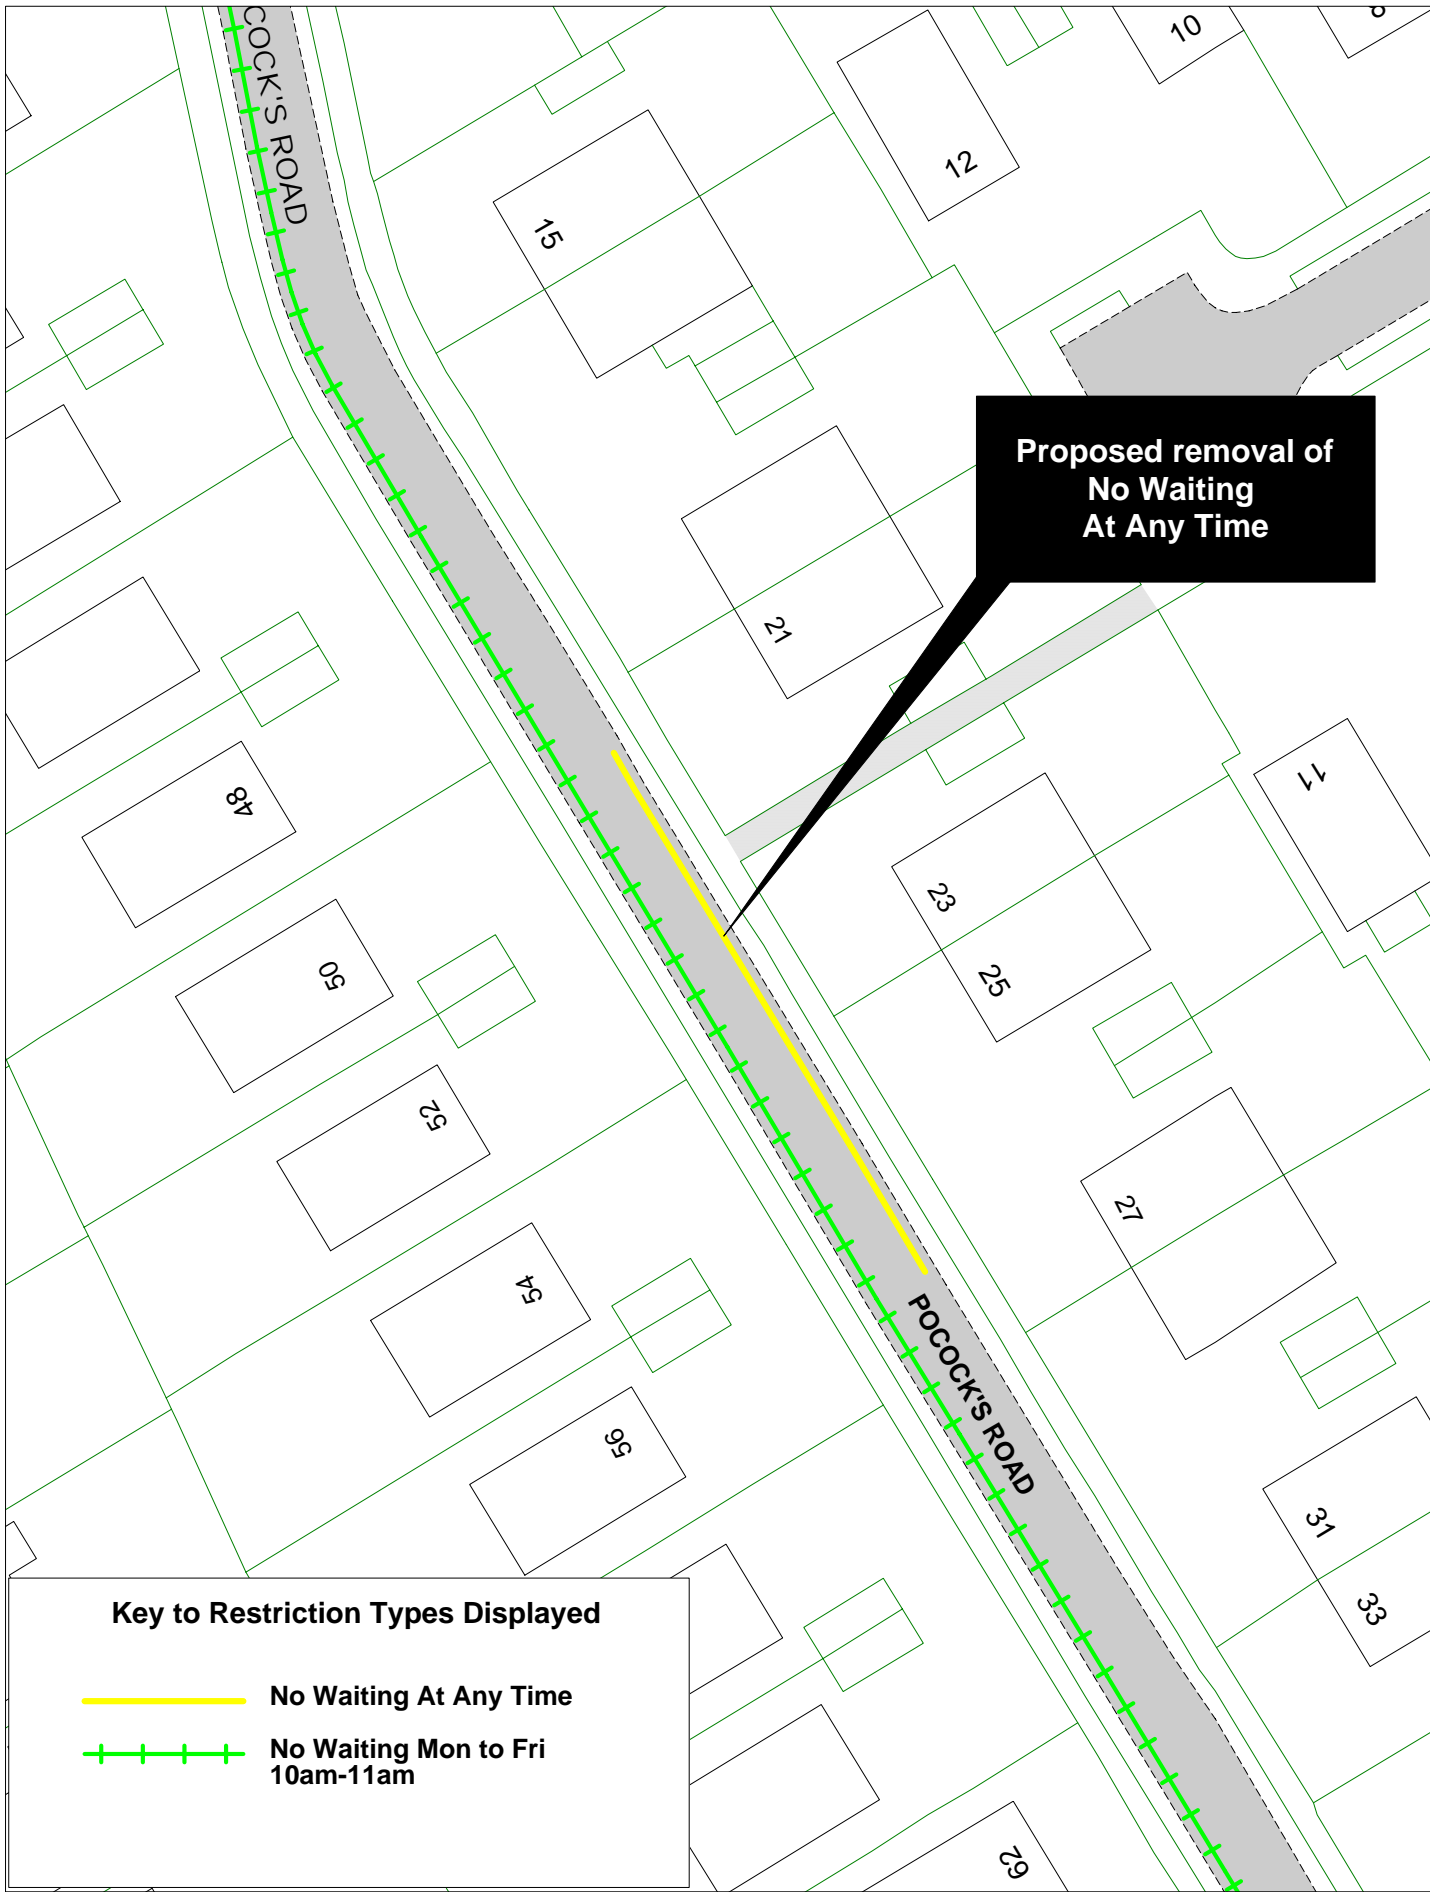 COCK'S ROAD
10
12
15
Proposed removal of
No Waiting
At Any Time
21
11
48
23
50
25
52
27
54
POCOCK'S ROAD
56
31
33
62
Key to Restriction Types Displayed
No Waiting At Any Time
No Waiting Mon to Fri
10am-11am